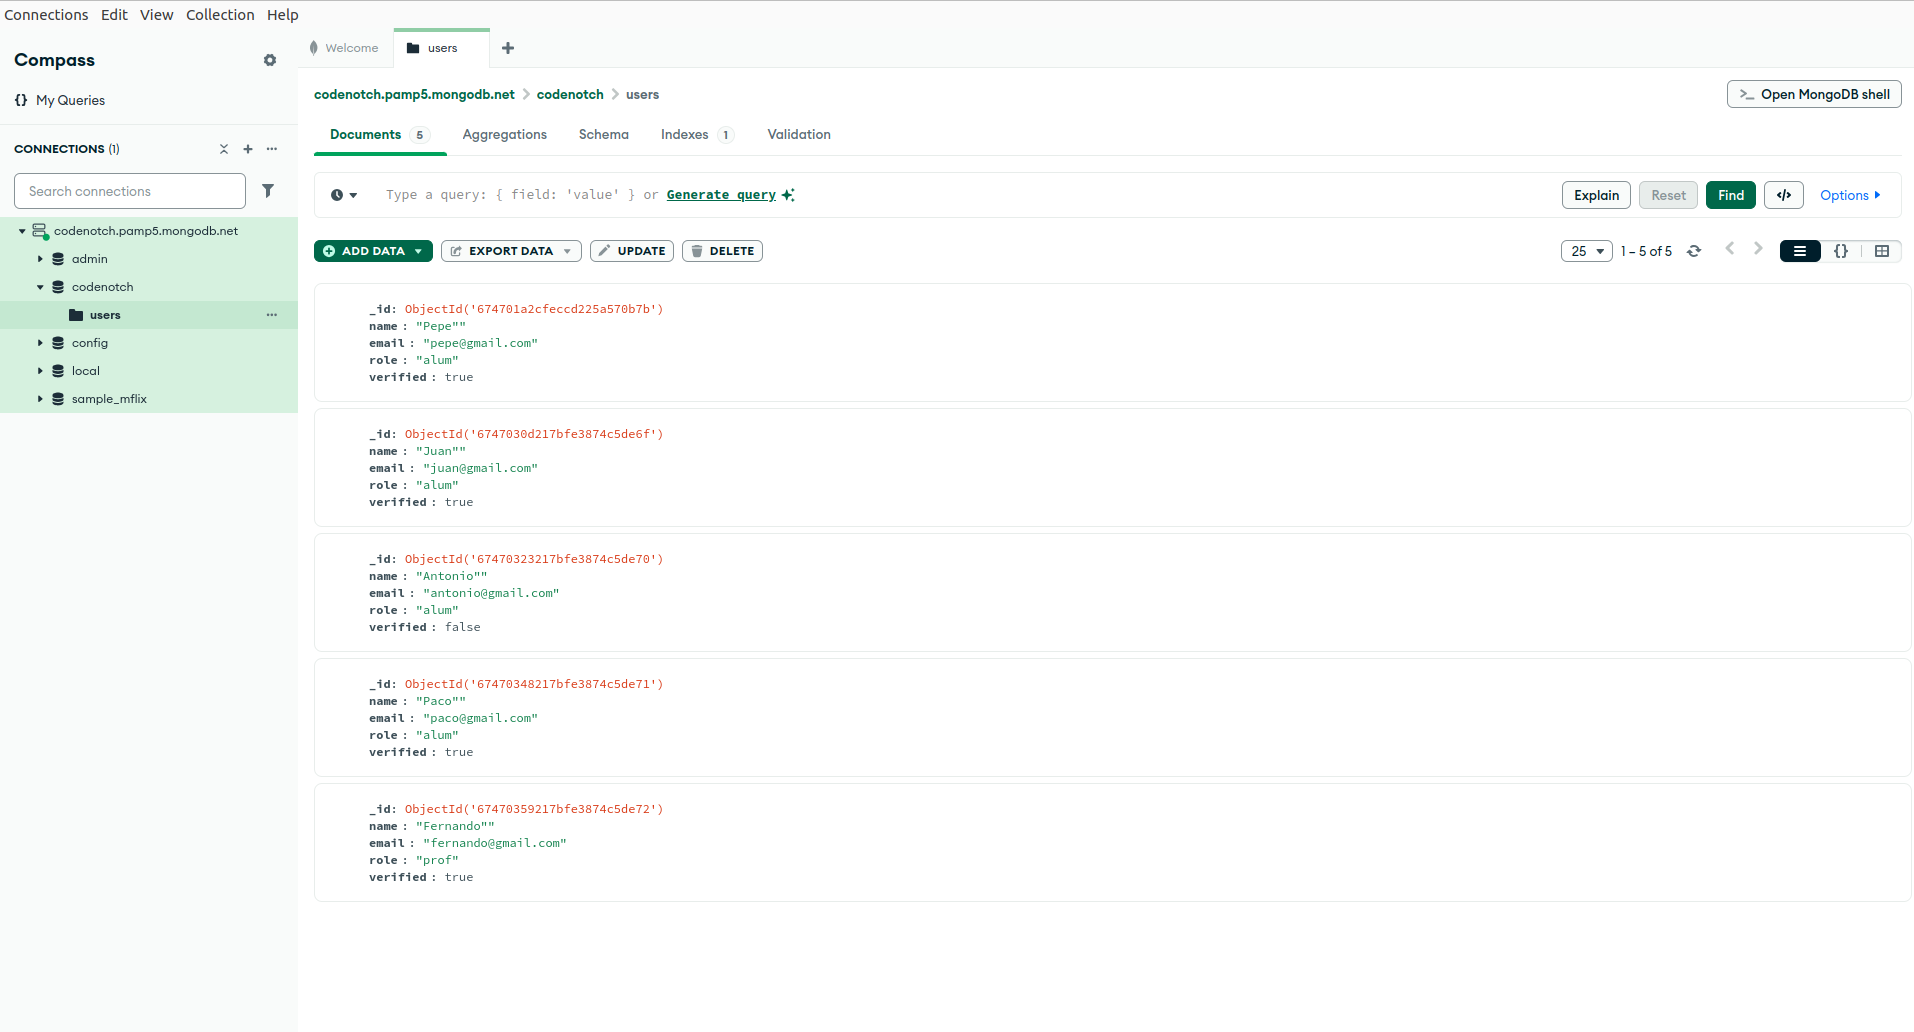 Connections Edit View Collection Help
Compass
{} My Queries
CONNECTIONS (1)
Search connections
codenotch.pamp5.mongodb.net
admin
codenotch
users
config
local
sample_mflix
Welcome
users
codenotch.pamp5.mongodb.net > codenotch > users
>_ Open MongoDB shell
Documents 5 Aggregations Schema Indexes 1 Validation
Type a query: { field: 'value' } or Generate query
Explain Reset Find </> Options
ADD DATA EXPORT DATA UPDATE DELETE
25 1 – 5 of 5 {}
_id: ObjectId('674701a2cfeccd225a570b7b')
name : "Pepe""
email : "pepe@gmail.com"
role : "alum"
verified : true
_id: ObjectId('6747030d217bfe3874c5de6f')
name : "Juan""
email : "juan@gmail.com"
role : "alum"
verified : true
_id: ObjectId('67470323217bfe3874c5de70')
name : "Antonio""
email : "antonio@gmail.com"
role : "alum"
verified : false
_id: ObjectId('67470348217bfe3874c5de71')
name : "Paco""
email : "paco@gmail.com"
role : "alum"
verified : true
_id: ObjectId('67470359217bfe3874c5de72')
name : "Fernando""
email : "fernando@gmail.com"
role : "prof"
verified : true